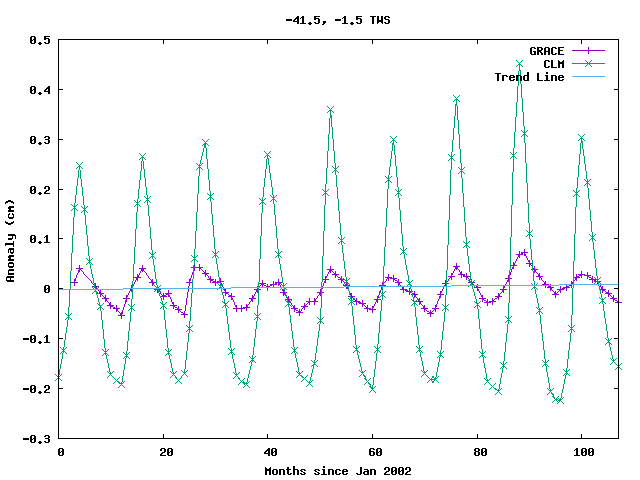 -41.5, -1.5 TWS
GRACE
CLM
Trend Line
0.5
0.4
0.3
0.2
0.1
0
-0.1
-0.2
-0.3
Anomaly (cm)
0 20 40 60 80 100
Months since Jan 2002